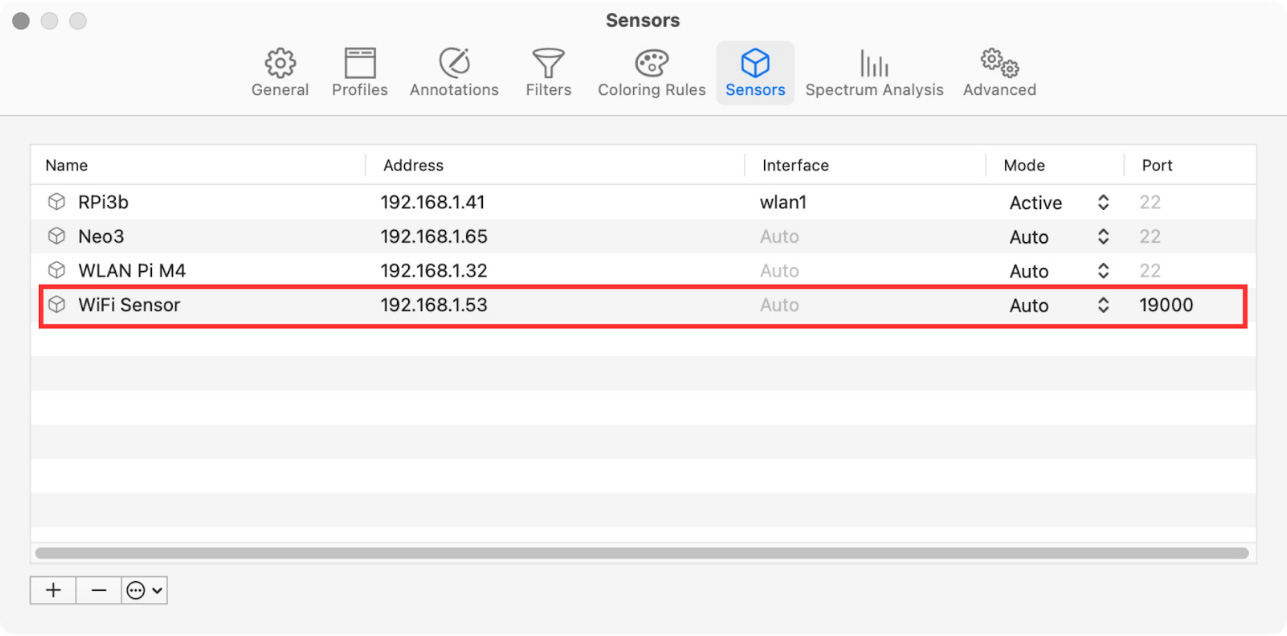 Sensors
General Profiles Annotations Filters Coloring Rules Sensors Spectrum Analysis Advanced
Name Address Interface Mode Port
RPi3b 192.168.1.41 wlan1 Active 22
Neo3 192.168.1.65 Auto Auto 22
WLAN Pi M4 192.168.1.32 Auto Auto 22
WiFi Sensor 192.168.1.53 Auto Auto 19000